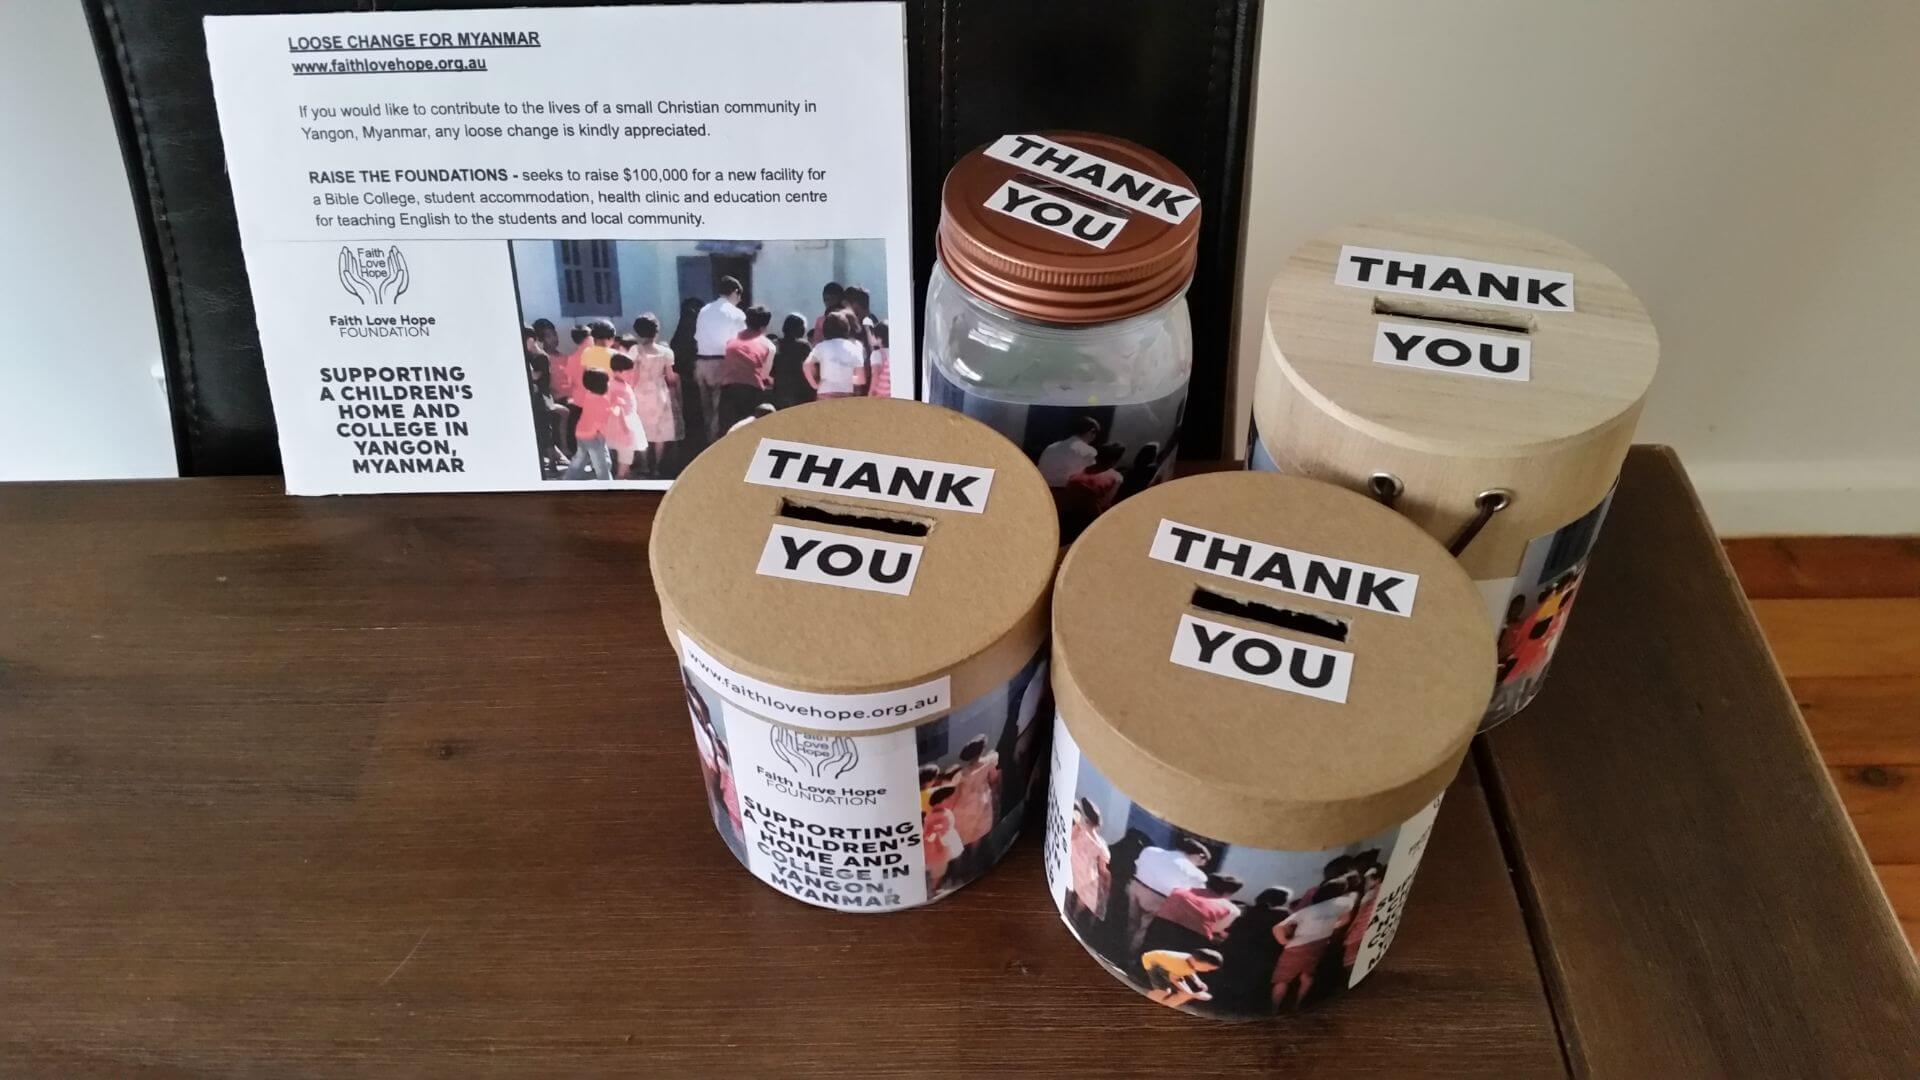 LOOSE CHANGE FOR MYANMAR
www.faithlovehope.org.au
If you would like to contribute to the lives of a small Christian community in
Yangon, Myanmar, any loose change is kindly appreciated.
RAISE THE FOUNDATIONS - seeks to raise $100,000 for a new facility for
a Bible College, student accommodation, health clinic and education centre
for teaching English to the students and local community.
Faith
Love
Hope
Faith Love Hope
FOUNDATION
SUPPORTING
A CHILDREN'S
HOME AND
COLLEGE IN
YANGON,
MYANMAR
THANK
YOU
THANK
YOU
THANK
YOU
www.faithlovehope.org.au
Faith
Love
Hope
Faith Love Hope
FOUNDATION
SUPPORTING
A CHILDREN'S
HOME AND
COLLEGE IN
YANGON,
MYANMAR
THANK
YOU